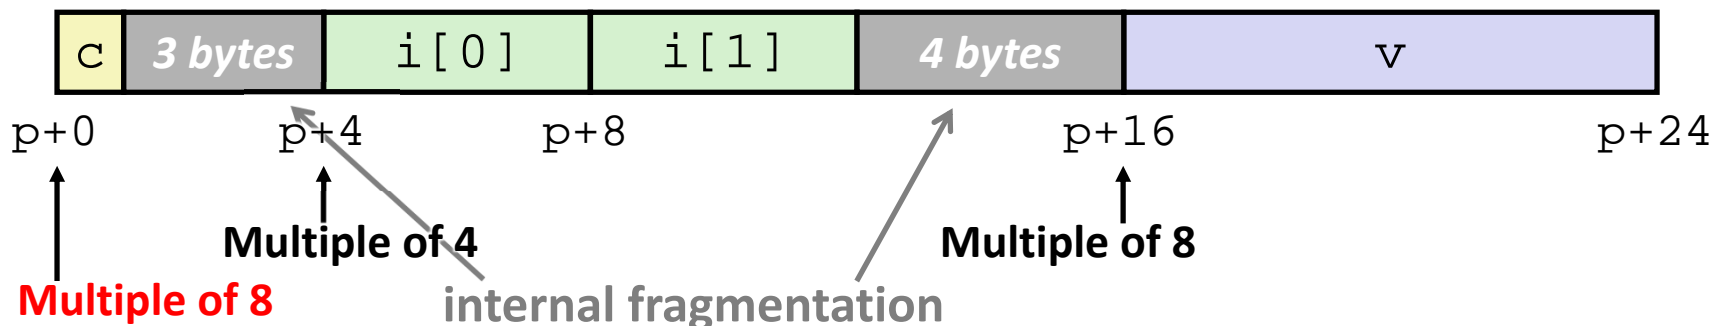 c 3 bytes i[0] i[1] 4 bytes v
p+0 p+4 p+8 p+16 p+24
Multiple of 4 Multiple of 8
Multiple of 8 internal fragmentation